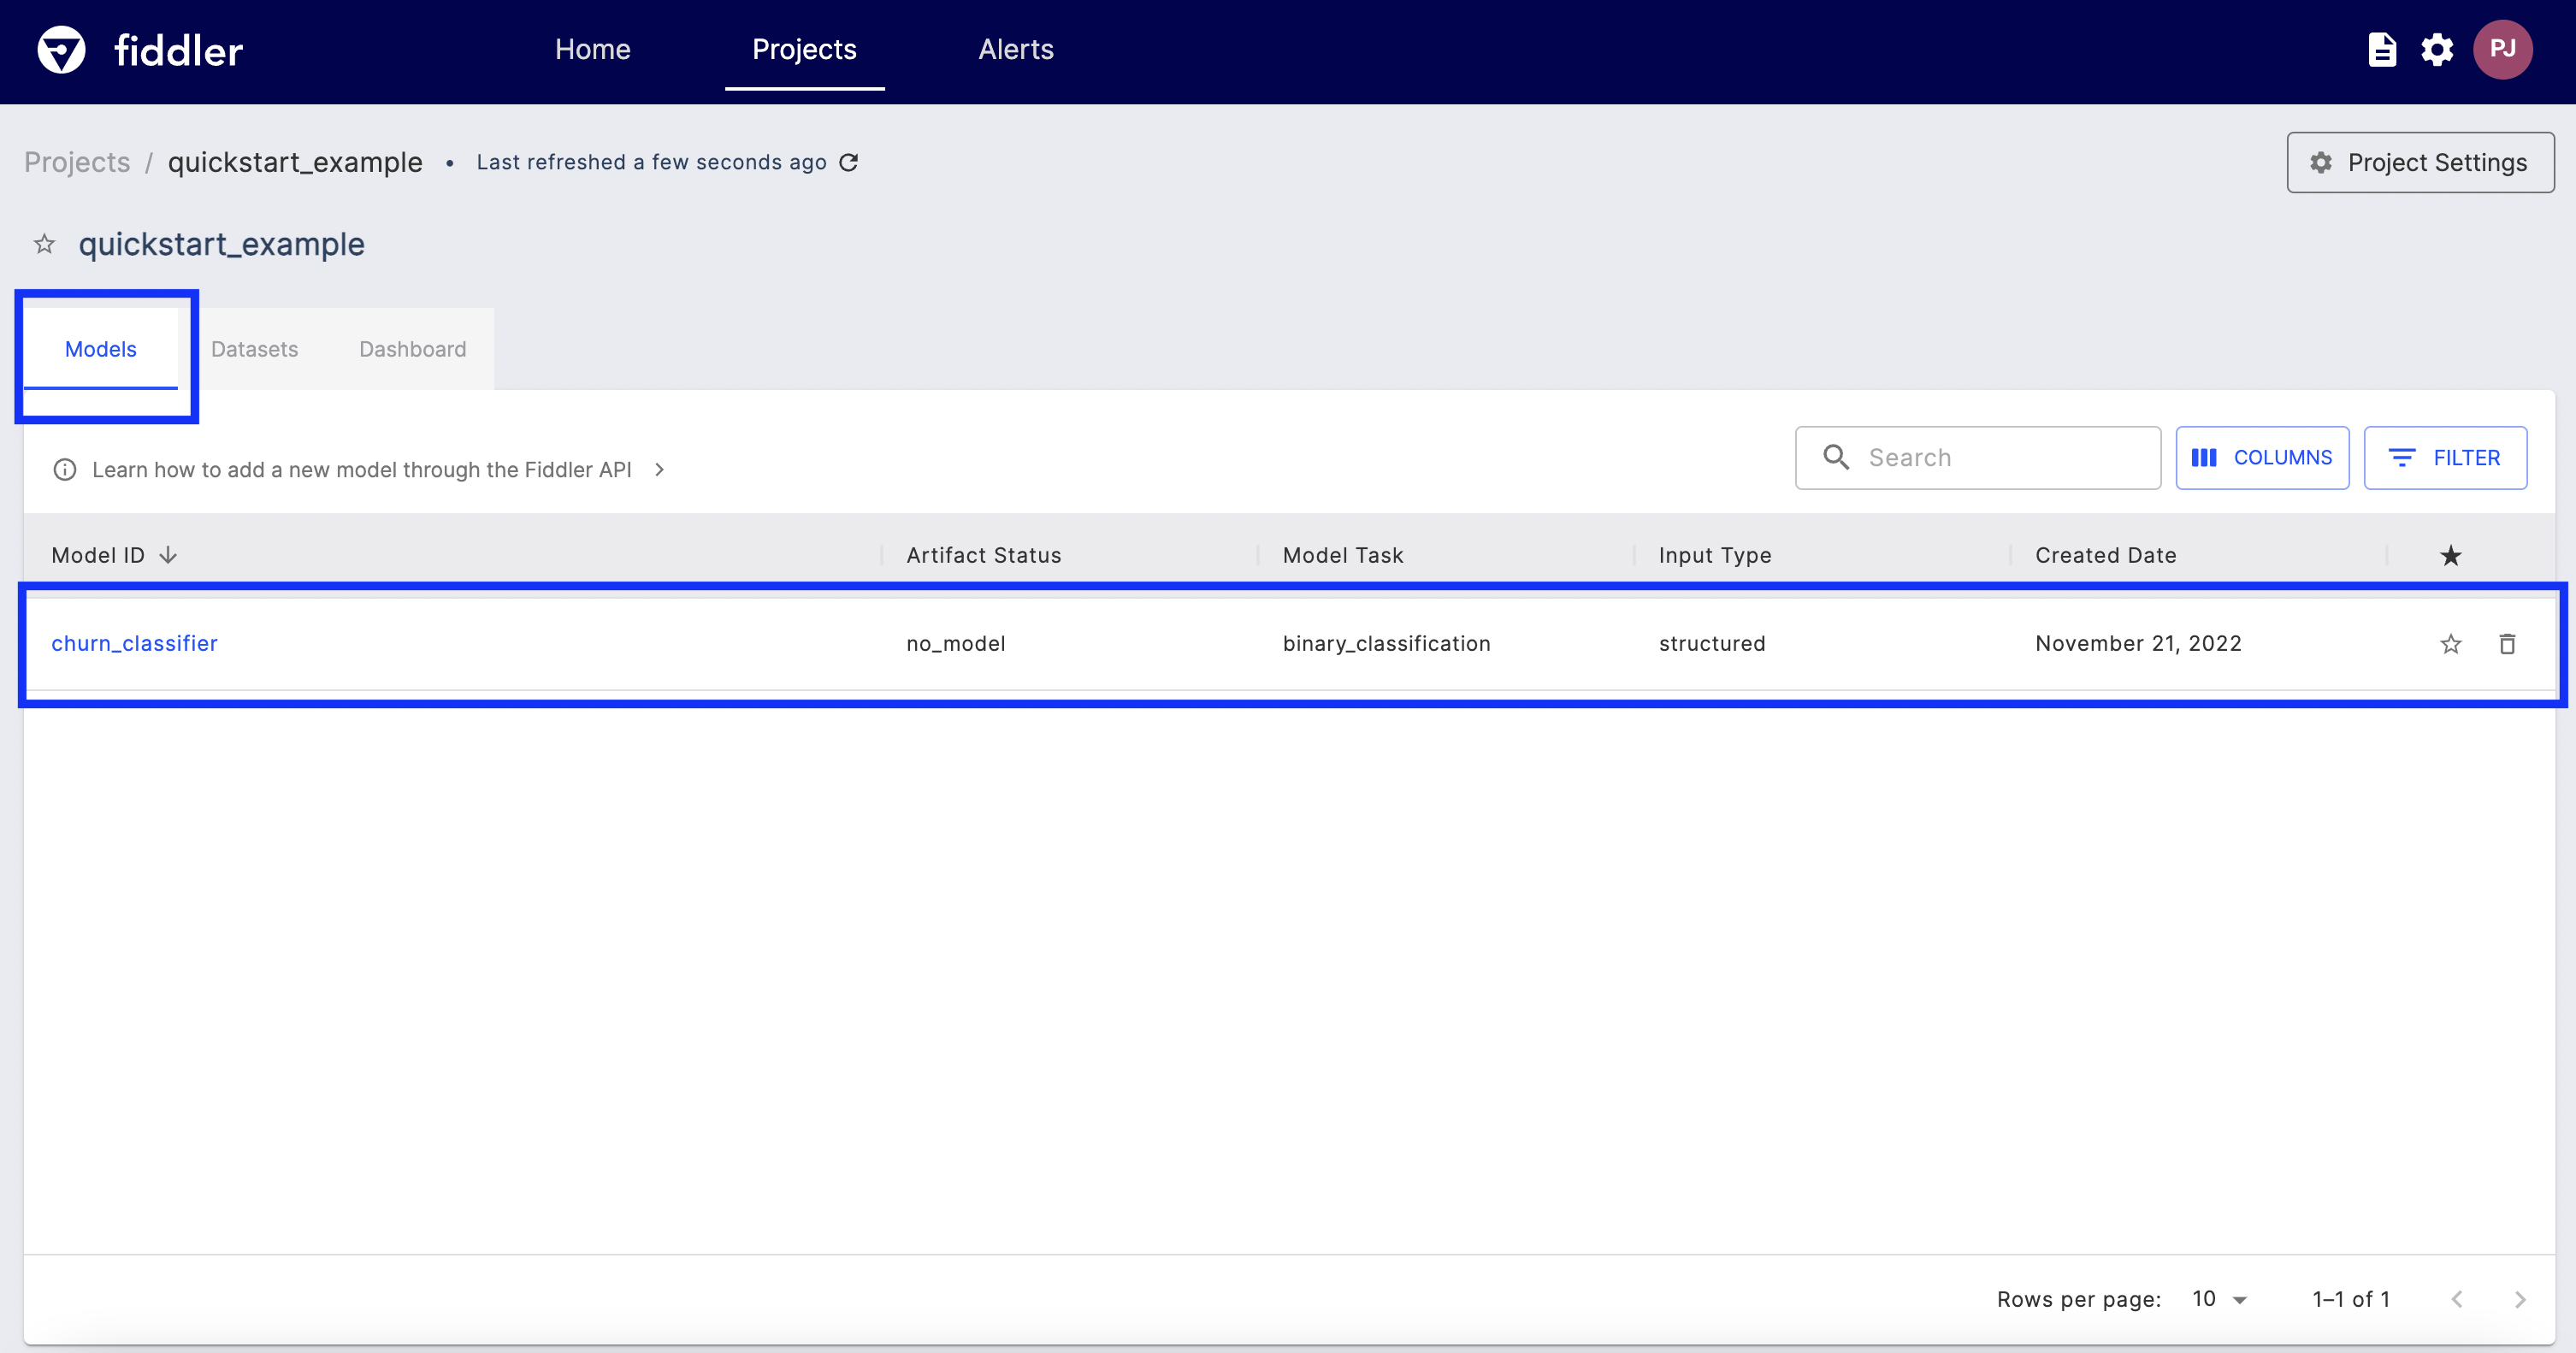 fiddler Home Projects Alerts PJ
Projects / quickstart_example • Last refreshed a few seconds ago Project Settings
quickstart_example
Models Datasets Dashboard
Learn how to add a new model through the Fiddler API > Search COLUMNS FILTER
Model ID Artifact Status Model Task Input Type Created Date
churn_classifier no_model binary_classification structured November 21, 2022
Rows per page: 10 1–1 of 1